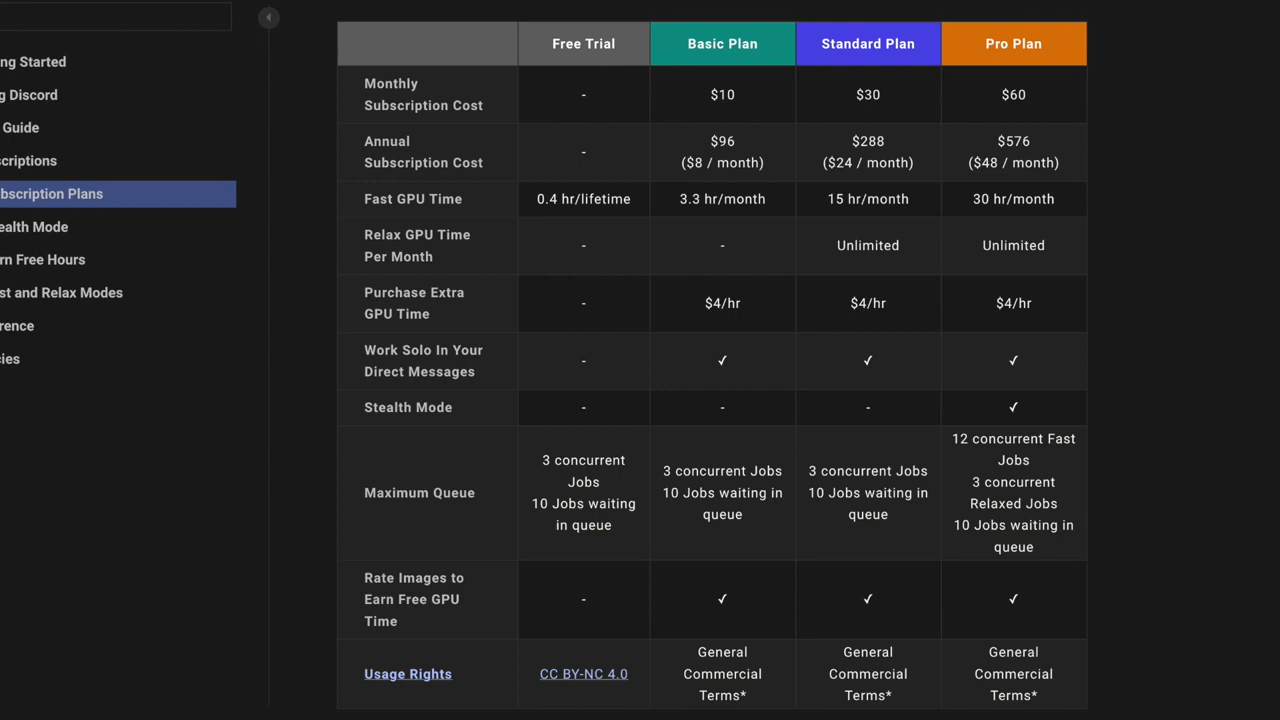 ng Started
g Discord
Guide
criptions
bscription Plans
ealth Mode
rn Free Hours
st and Relax Modes
rence
cies
Free Trial
Basic Plan
Standard Plan
Pro Plan
Monthly
Subscription Cost
-
$10
$30
$60
Annual
Subscription Cost
-
$96
($8 / month)
$288
($24 / month)
$576
($48 / month)
Fast GPU Time
0.4 hr/lifetime
3.3 hr/month
15 hr/month
30 hr/month
Relax GPU Time
Per Month
-
-
Unlimited
Unlimited
Purchase Extra
GPU Time
-
$4/hr
$4/hr
$4/hr
Work Solo In Your
Direct Messages
-
✓
✓
✓
Stealth Mode
-
-
-
✓
Maximum Queue
3 concurrent
Jobs
10 Jobs waiting
in queue
3 concurrent Jobs
10 Jobs waiting in
queue
3 concurrent Jobs
10 Jobs waiting in
queue
12 concurrent Fast
Jobs
3 concurrent
Relaxed Jobs
10 Jobs waiting in
queue
Rate Images to
Earn Free GPU
Time
-
✓
✓
✓
Usage Rights
CC BY-NC 4.0
General
Commercial
Terms*
General
Commercial
Terms*
General
Commercial
Terms*